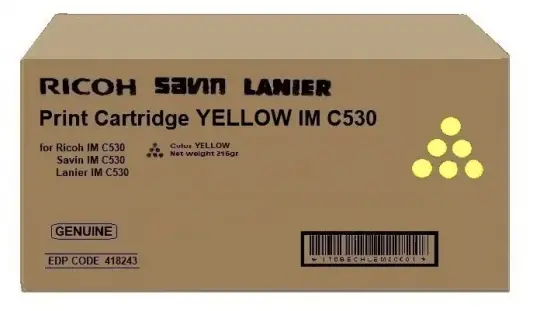 RICOH savin LANIER
Print Cartridge YELLOW IM C530
for Ricoh IM C530
Savin IM C530
Lanier IM C530
Color YELLOW
Net weight 215gr
GENUINE
EDP CODE 418243